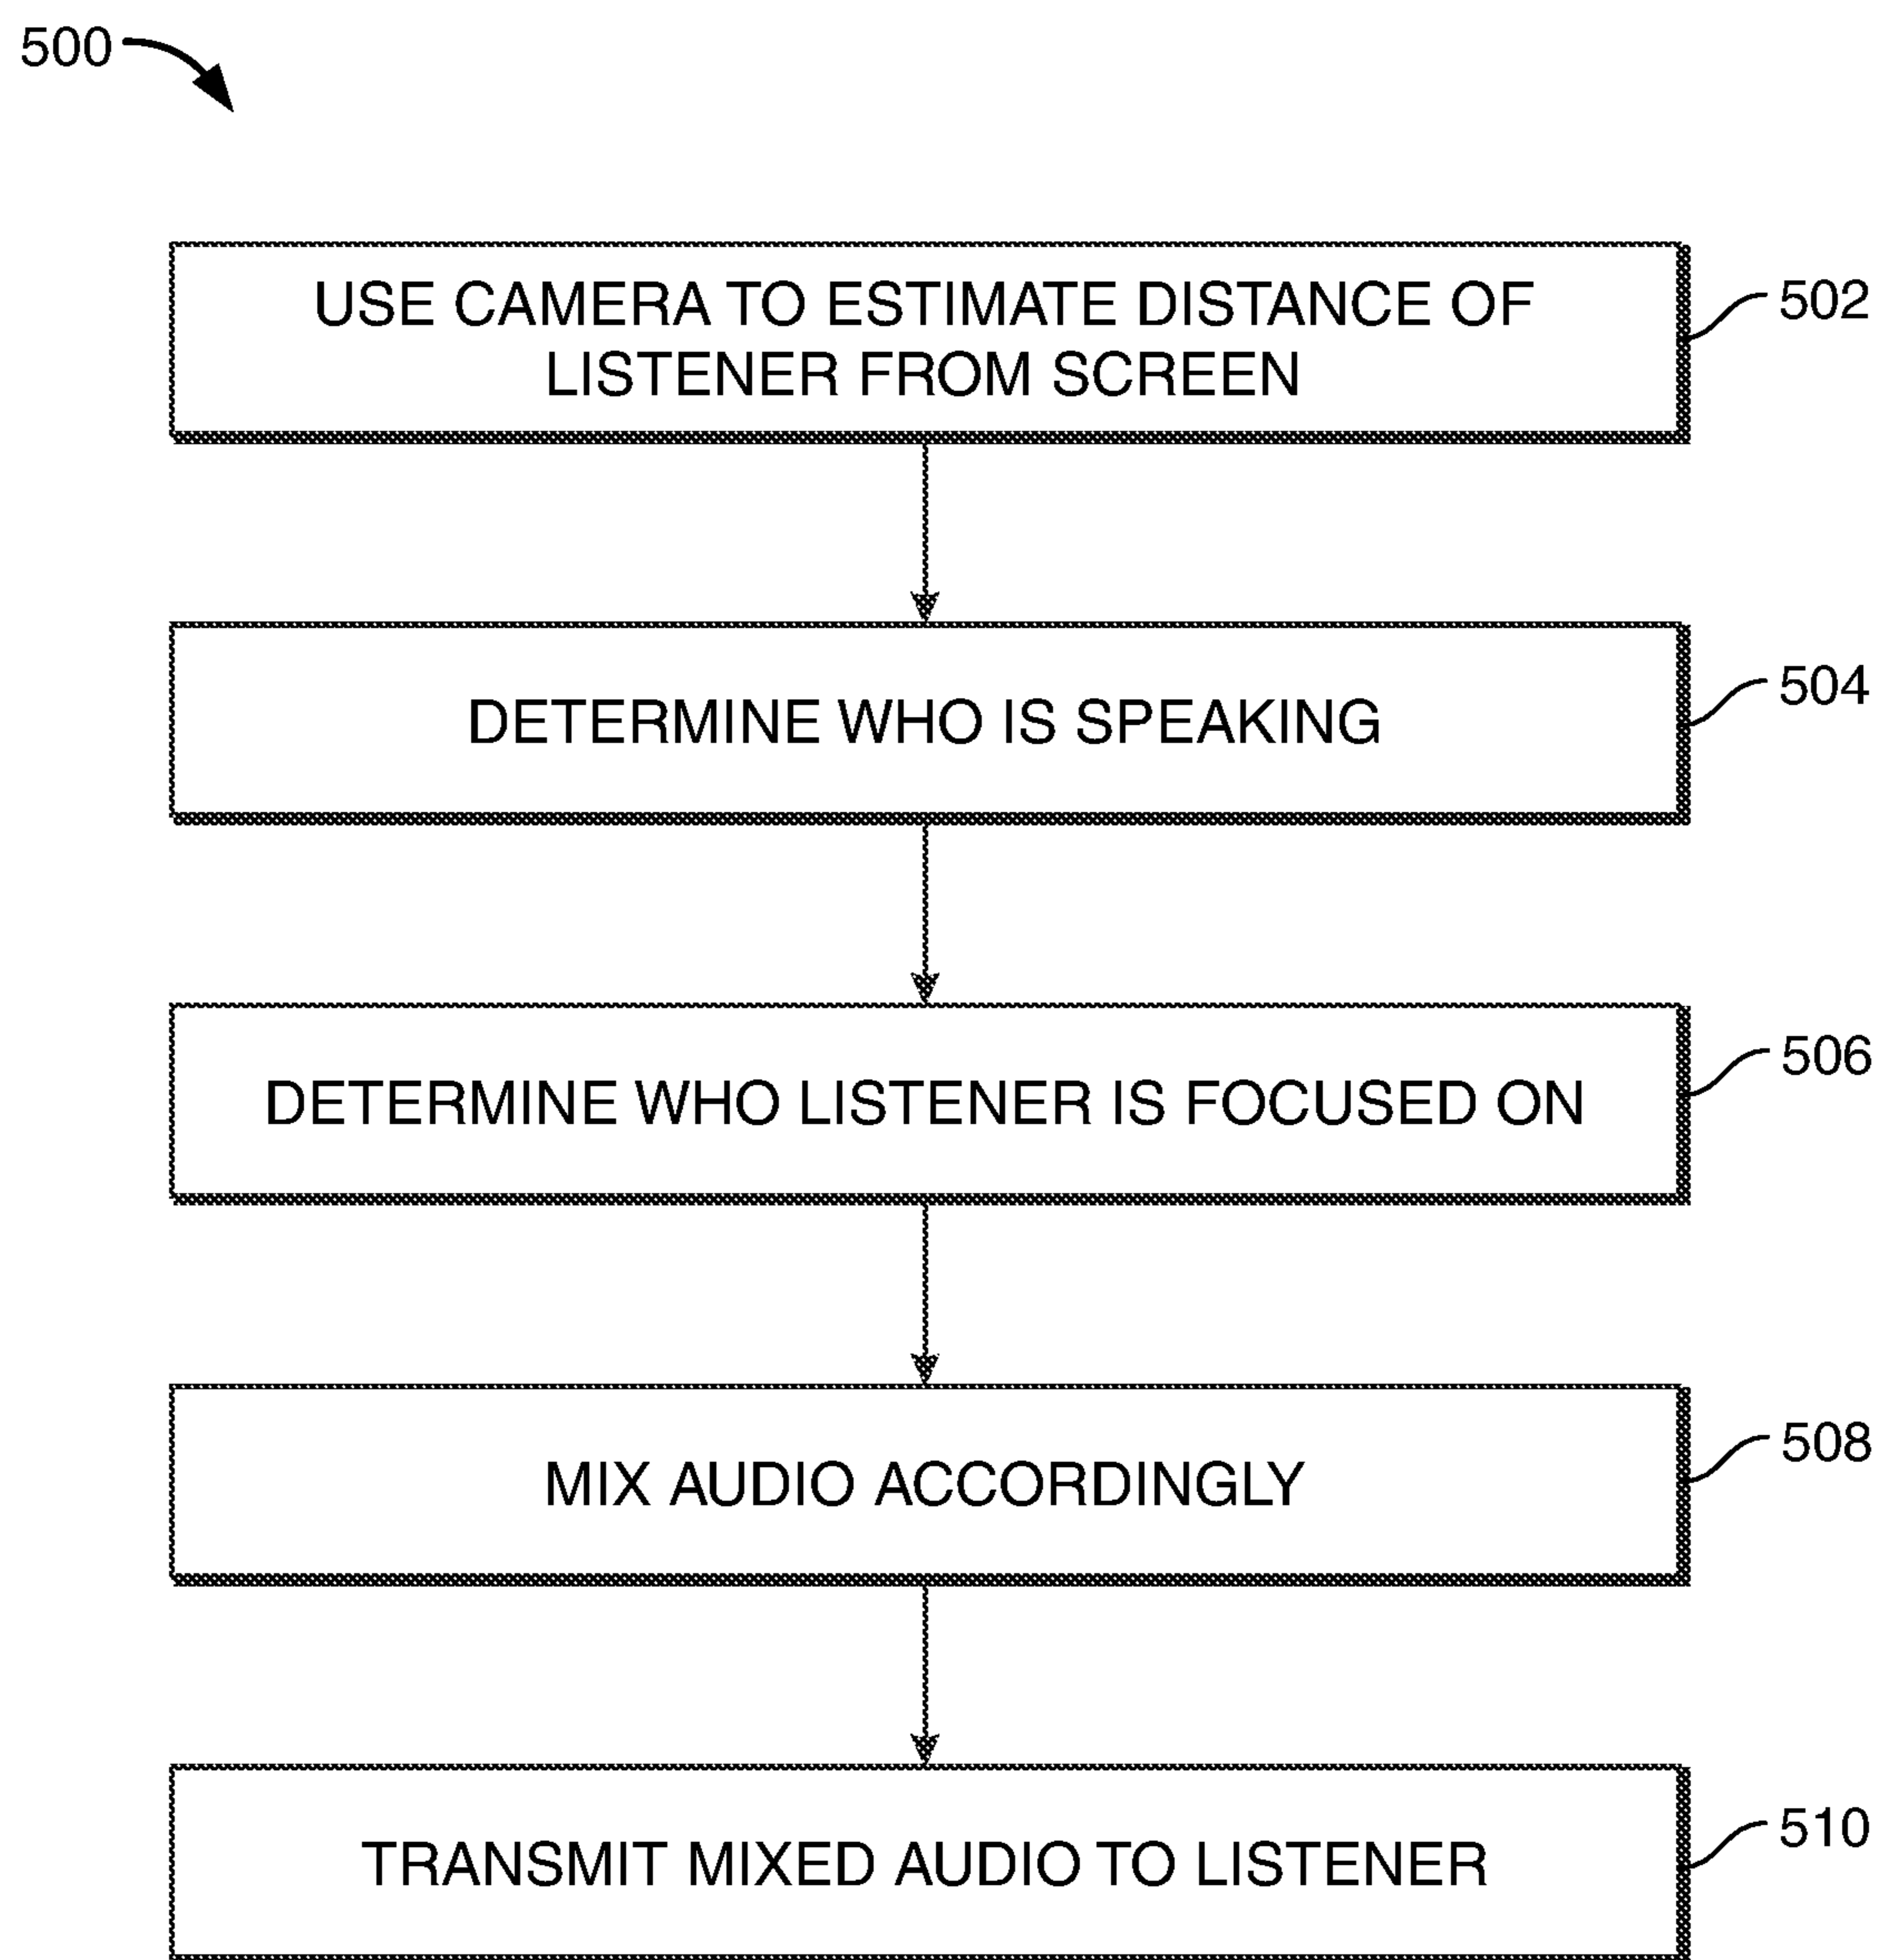 500
USE CAMERA TO ESTIMATE DISTANCE OF
LISTENER FROM SCREEN
502
DETERMINE WHO IS SPEAKING
504
DETERMINE WHO LISTENER IS FOCUSED ON
506
MIX AUDIO ACCORDINGLY
508
TRANSMIT MIXED AUDIO TO LISTENER
510